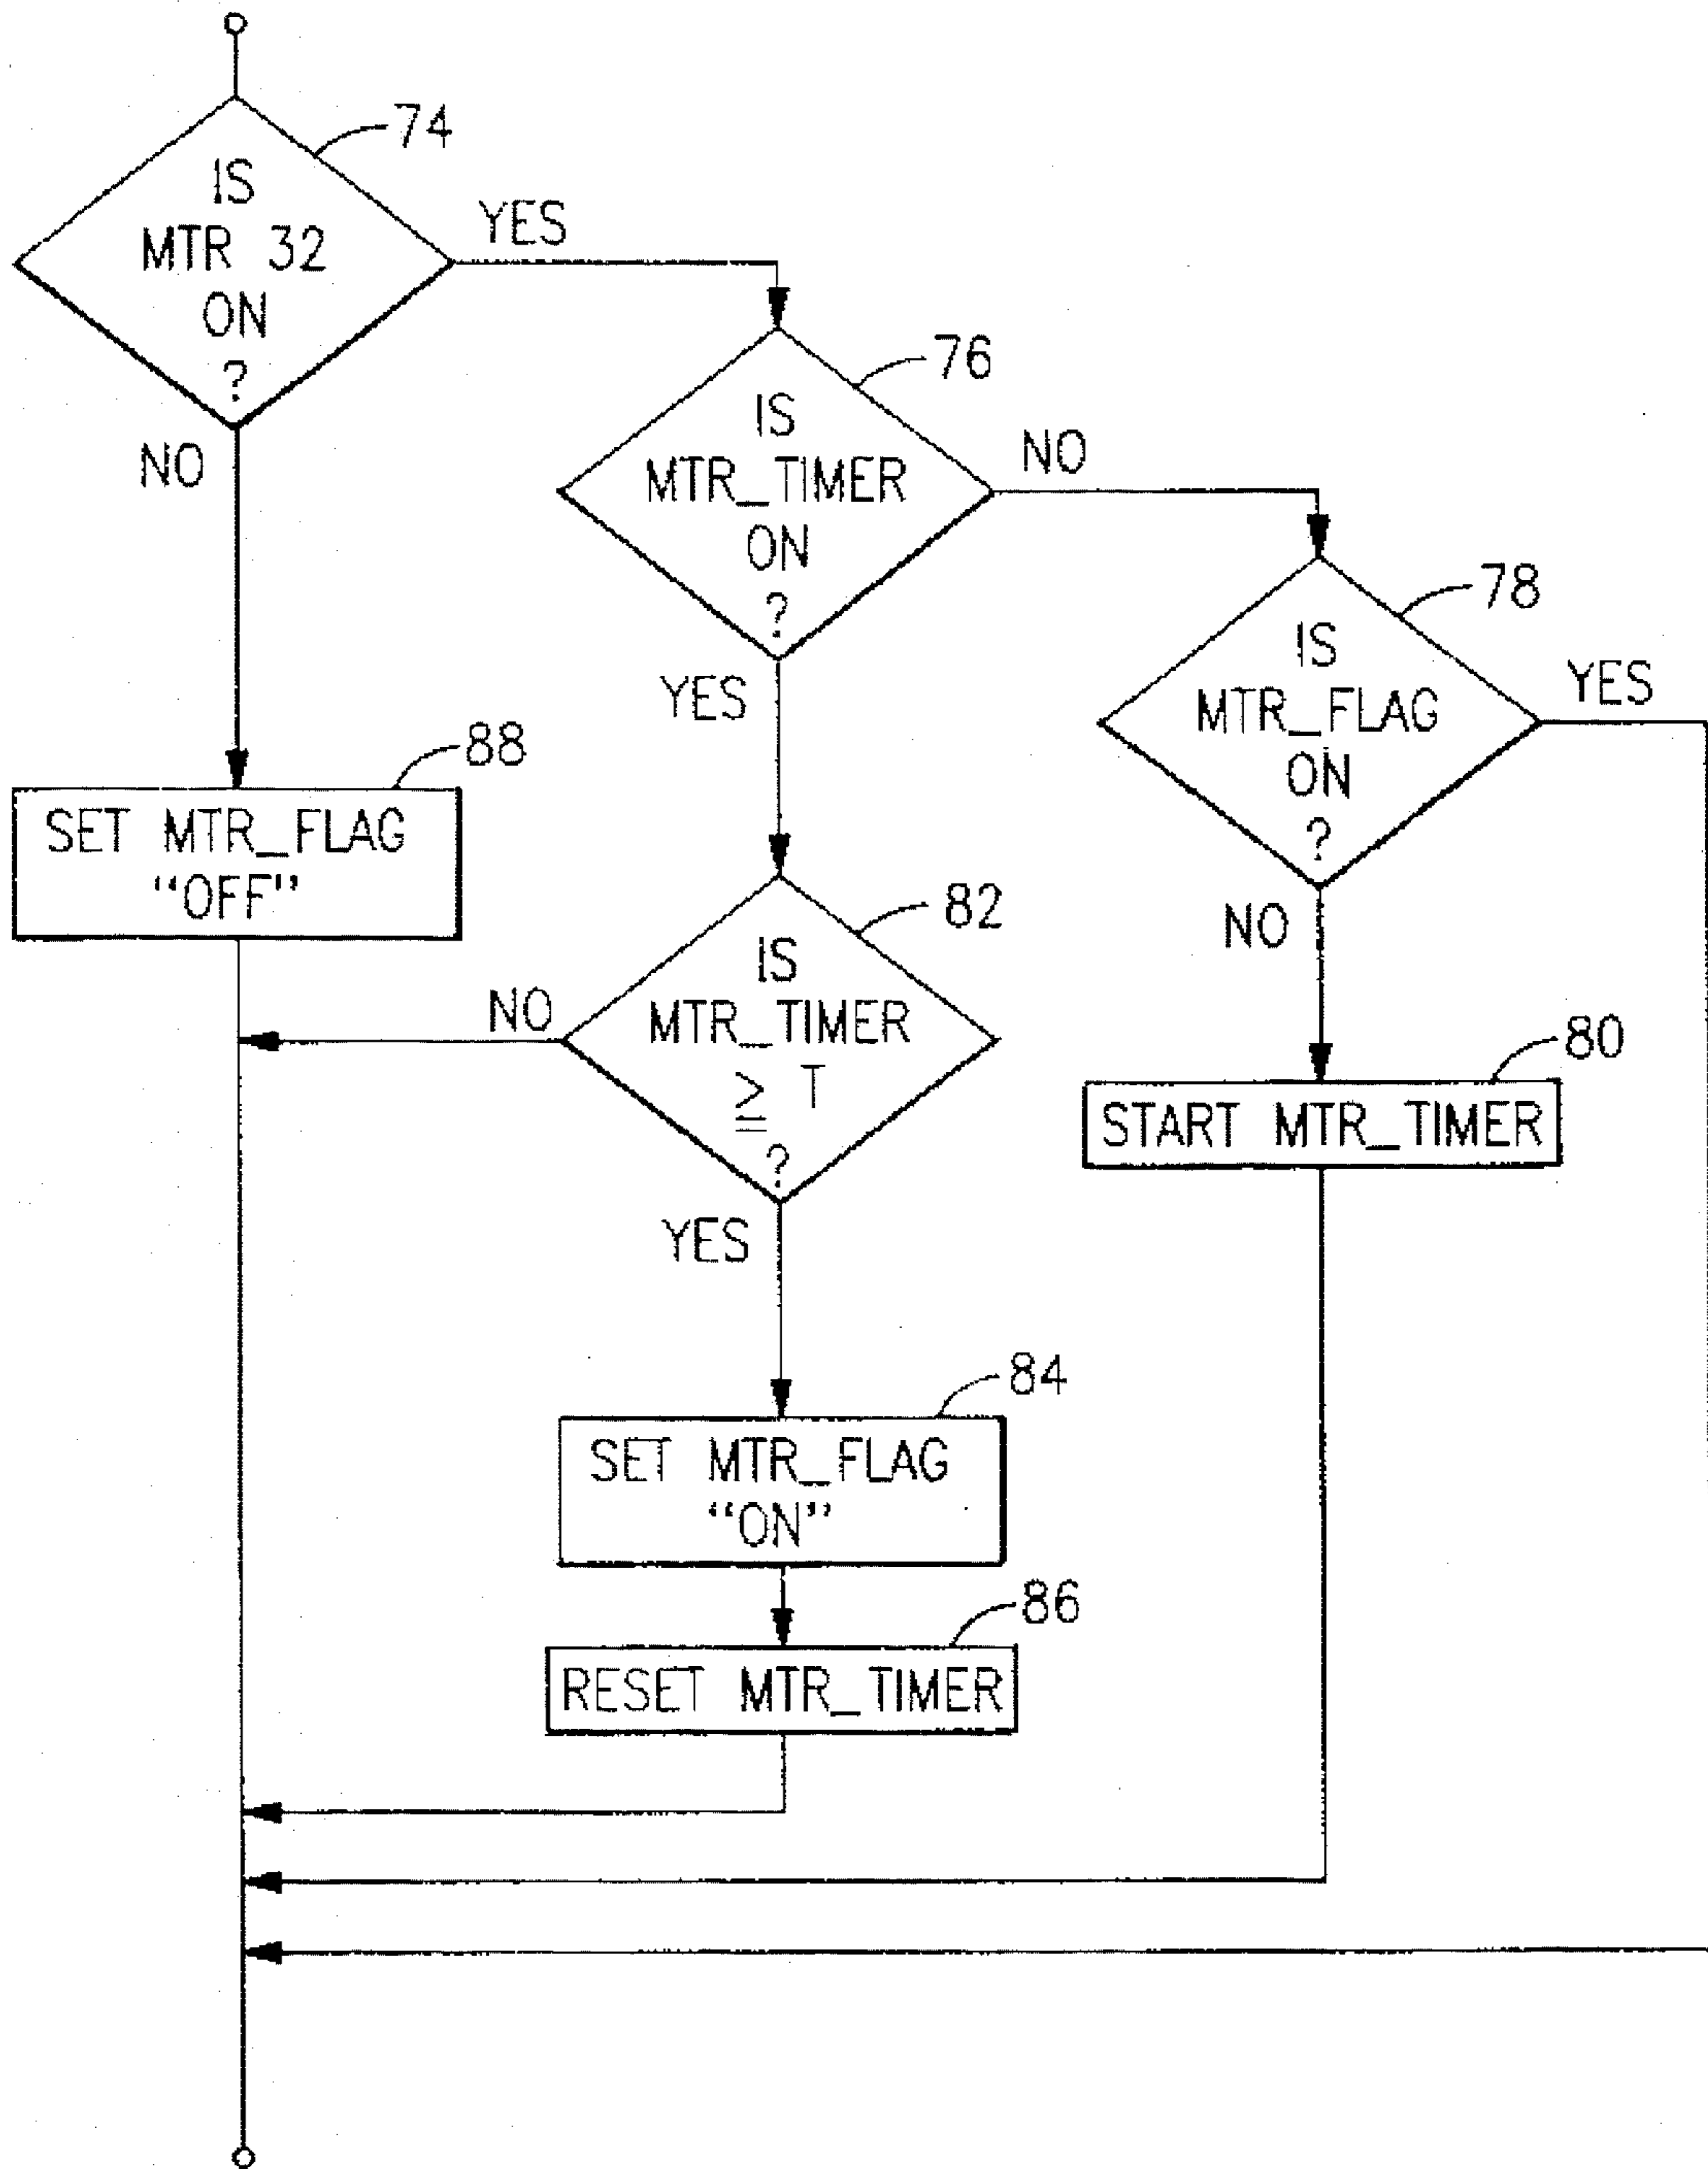 74
IS
MTR 32
ON
?
YES
NO
76
IS
MTR_TIMER
ON
?
NO
YES
78
IS
MTR_FLAG
ON
?
YES
NO
88
SET MTR_FLAG
"OFF"
82
IS
MTR_TIMER
≧ T
?
NO
YES
80
START MTR_TIMER
84
SET MTR_FLAG
"ON"
86
RESET MTR_TIMER